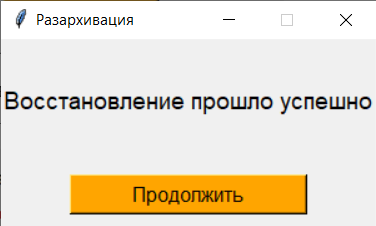 Разархивация
Восстановление прошло успешно
Продолжить